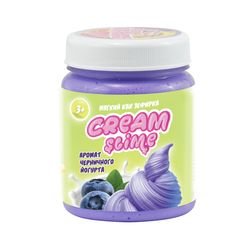 МЯГКИЙ КАК ЗЕФИРКА
3+
CREAM
Slime
АРОМАТ
ЧЕРНИЧНОГО
ЙОГУРТА